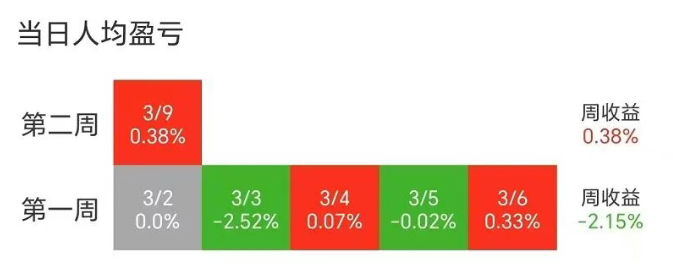 当日人均盈亏
第二周
3/9
0.38%
周收益
0.38%
第一周
3/2
0.0%
3/3
-2.52%
3/4
0.07%
3/5
-0.02%
3/6
0.33%
周收益
-2.15%